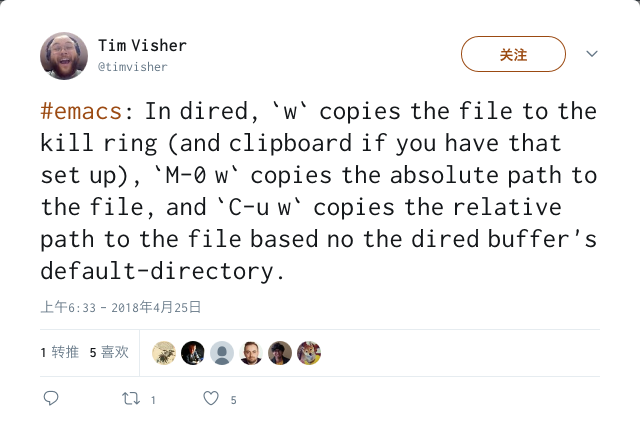 Tim Visher
@timvisher
关注
#emacs: In dired, `w` copies the file to the
kill ring (and clipboard if you have that
set up), `M-0 w` copies the absolute path to
the file, and `C-u w` copies the relative
path to the file based no the dired buffer's
default-directory.
上午6:33 - 2018年4月25日
1 转推 5 喜欢
1 5